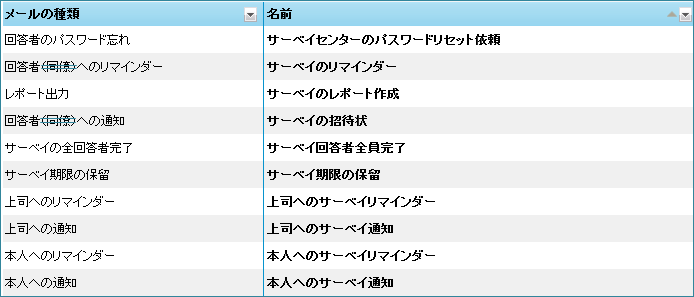 メールの種類 名前
回答者のパスワード忘れ サーベイセンターのパスワードリセット依頼
回答者(同僚)へのリマインダー サーベイのリマインダー
レポート出力 サーベイのレポート作成
回答者(同僚)への通知 サーベイの招待状
サーベイの全回答者完了 サーベイ回答者全員完了
サーベイ期限の保留 サーベイ期限の保留
上司へのリマインダー 上司へのサーベイリマインダー
上司への通知 上司へのサーベイ通知
本人へのリマインダー 本人へのサーベイリマインダー
本人への通知 本人へのサーベイ通知